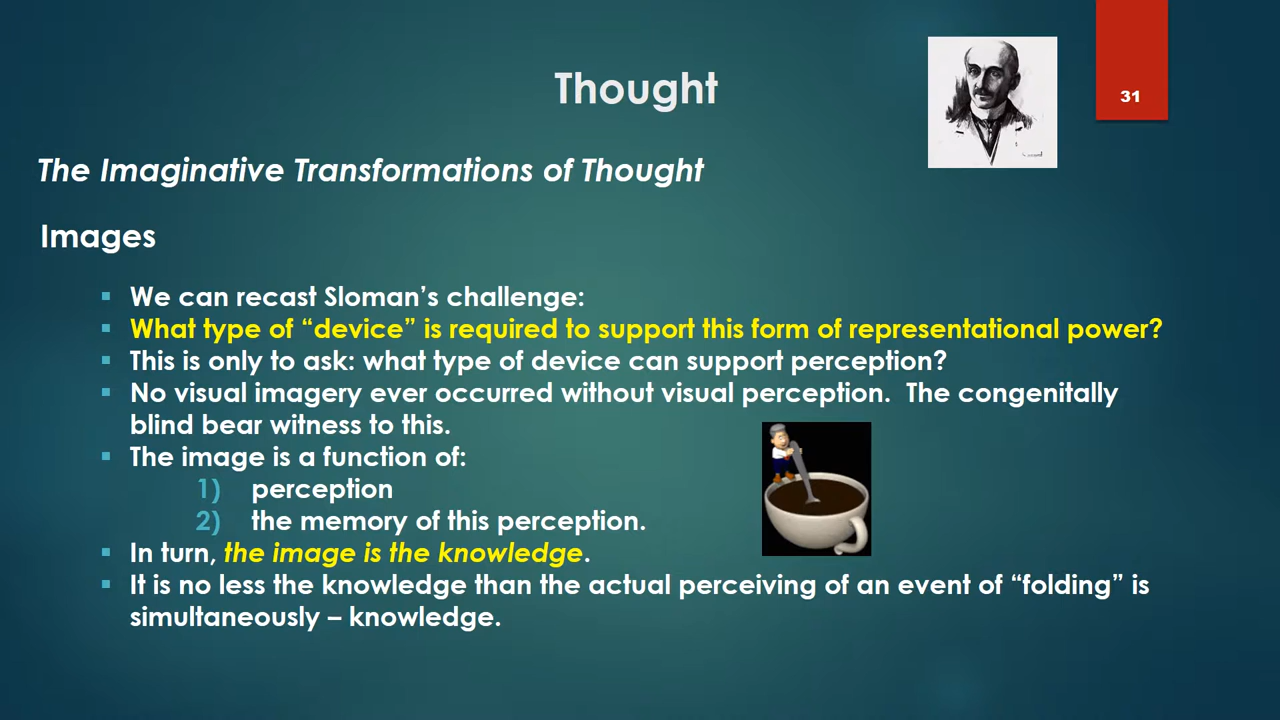 Thought
31
The Imaginative Transformations of Thought
Images
▪ We can recast Sloman’s challenge:
▪ What type of “device” is required to support this form of representational power?
▪ This is only to ask: what type of device can support perception?
▪ No visual imagery ever occurred without visual perception.  The congenitally
blind bear witness to this.
▪ The image is a function of:
1) perception
2) the memory of this perception.
▪ In turn, the image is the knowledge.
▪ It is no less the knowledge than the actual perceiving of an event of “folding” is
simultaneously – knowledge.